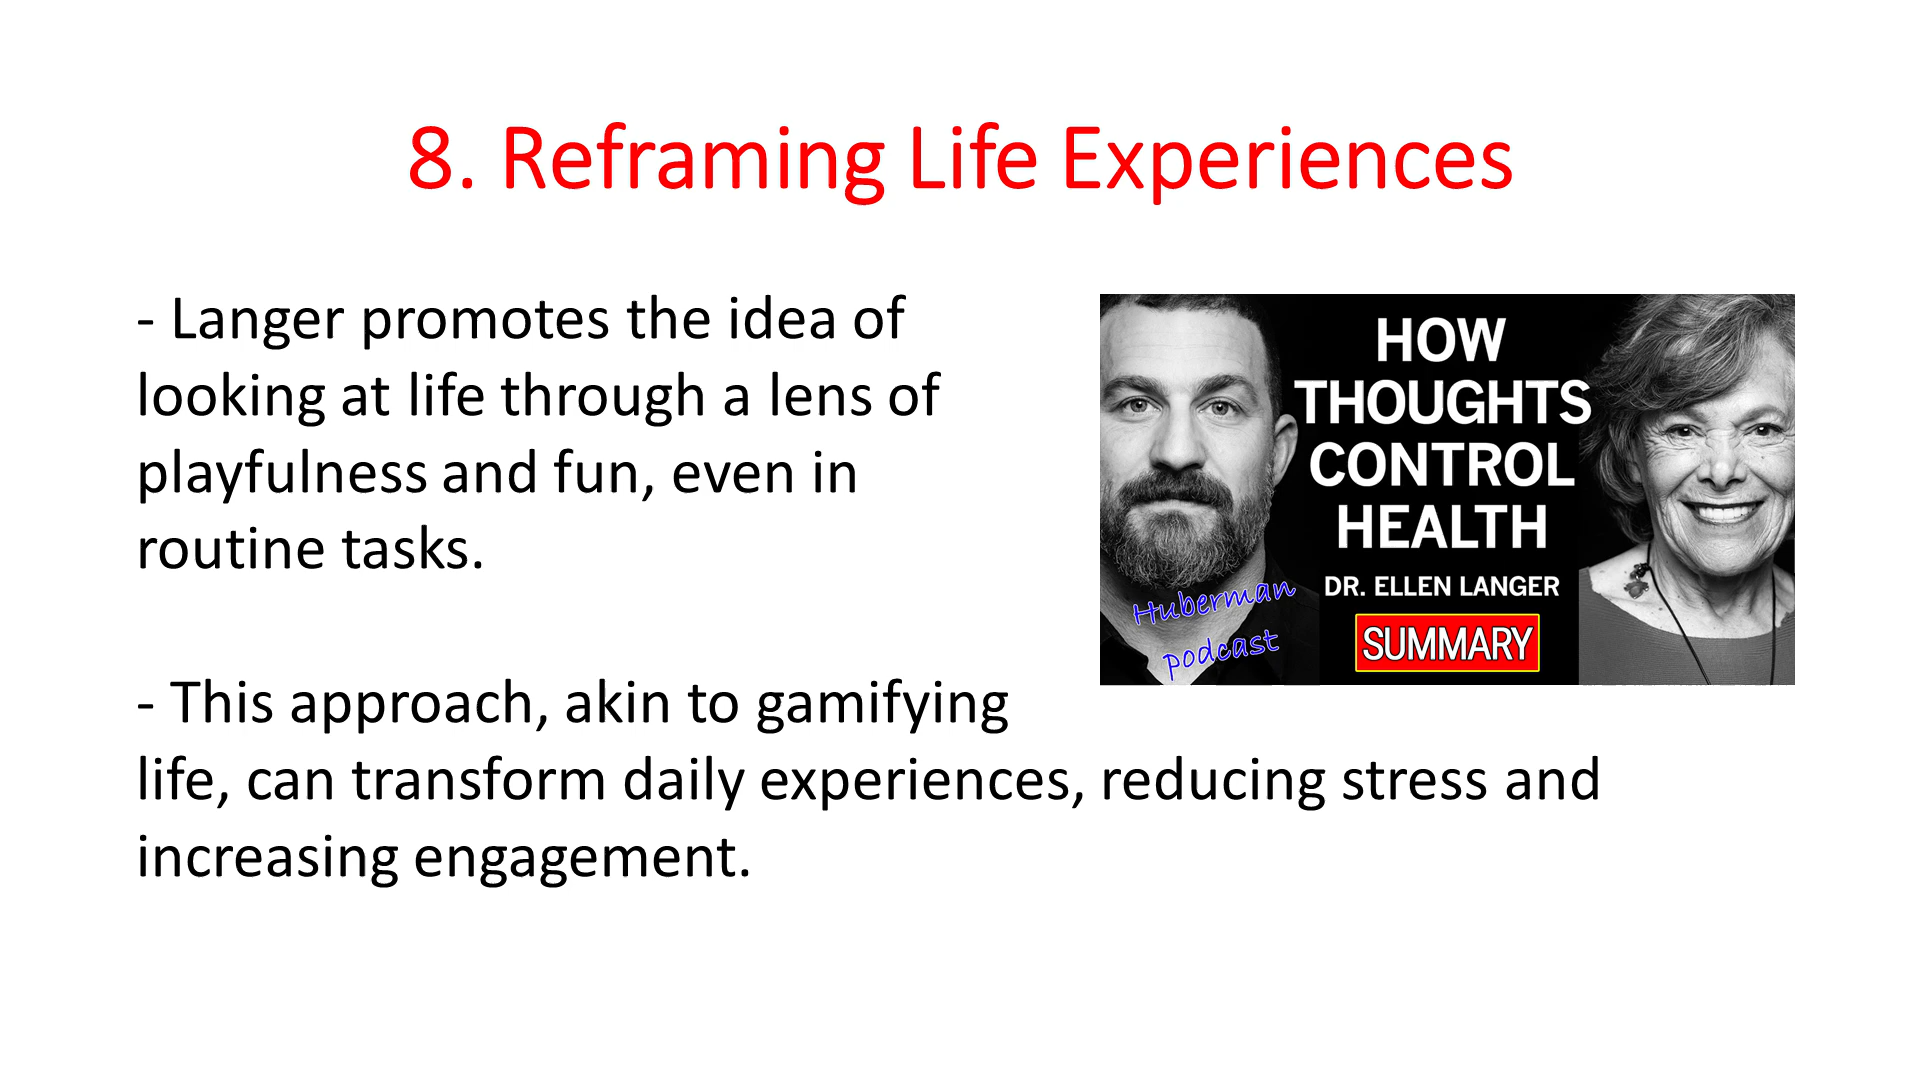 8. Reframing Life Experiences
- Langer promotes the idea of
looking at life through a lens of
playfulness and fun, even in
routine tasks.
- This approach, akin to gamifying
life, can transform daily experiences, reducing stress and
increasing engagement.
HOW
THOUGHTS
CONTROL
HEALTH
DR. ELLEN LANGER
SUMMARY
Huberman
podcast